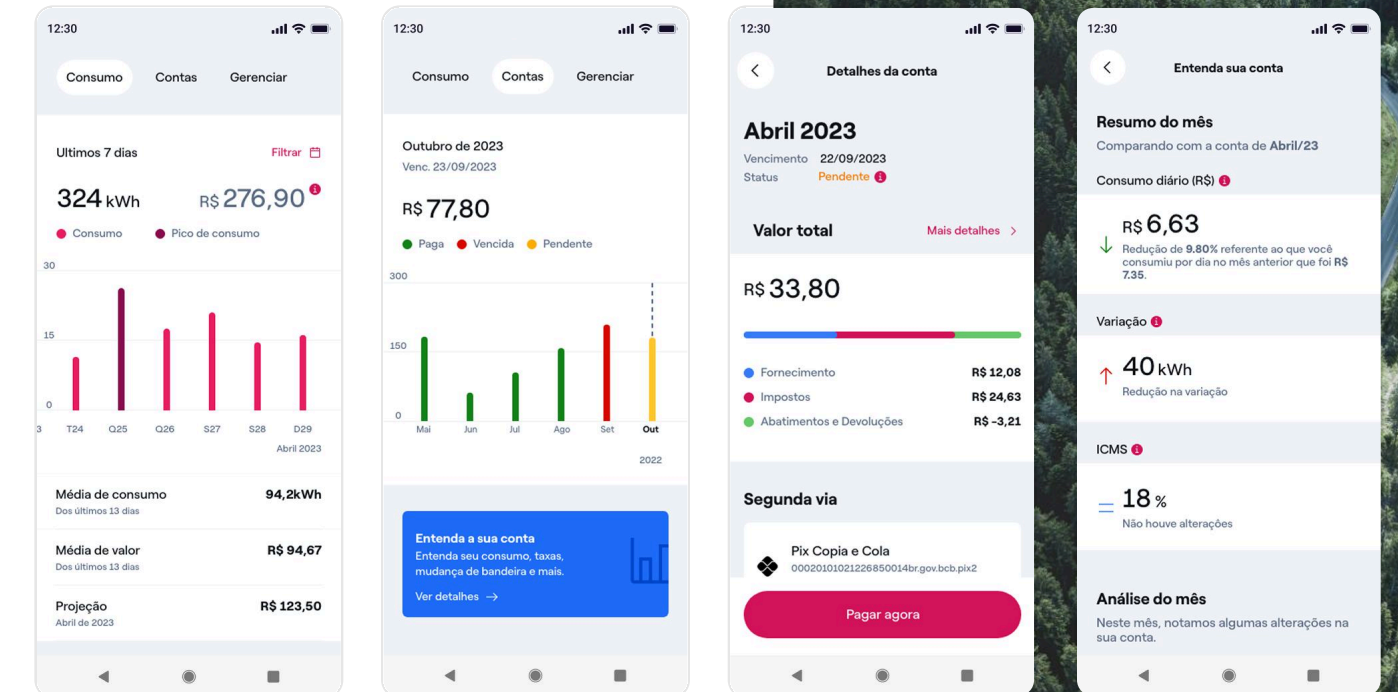 12:30
Consumo Contas Gerenciar
Ultimos 7 dias Filtrar
324 kWh R$ 276,90
Consumo Pico de consumo
30
15
0
3 T24 Q25 Q26 S27 S28 D29
Abril 2023
Média de consumo 94,2kWh
Dos últimos 13 dias
Média de valor R$ 94,67
Dos últimos 13 dias
Projeção R$ 123,50
Abril de 2023
12:30
Consumo Contas Gerenciar
Outubro de 2023
Venc. 23/09/2023
R$ 77,80
Paga Vencida Pendente
300
150
0
Mai Jun Jul Ago Set Out
2022
Entenda a sua conta
Entenda seu consumo, taxas,
mudança de bandeira e mais.
Ver detalhes →
12:30
Detalhes da conta
Abril 2023
Vencimento 22/09/2023
Status Pendente
Valor total Mais detalhes
R$ 33,80
Fornecimento R$ 12,08
Impostos R$ 24,63
Abatimentos e Devoluções R$ -3,21
Segunda via
Pix Copia e Cola
00020101021226850014br.gov.bcb.pix2
Pagar agora
12:30
Entenda sua conta
Resumo do mês
Comparando com a conta de Abril/23
Consumo diário (R$)
R$ 6,63
Redução de 9.80% referente ao que você
consumiu por dia no mês anterior que foi R$
7.35.
Variação
40 kWh
Redução na variação
ICMS
18 %
Não houve alterações
Análise do mês
Neste mês, notamos algumas alterações na
sua conta.